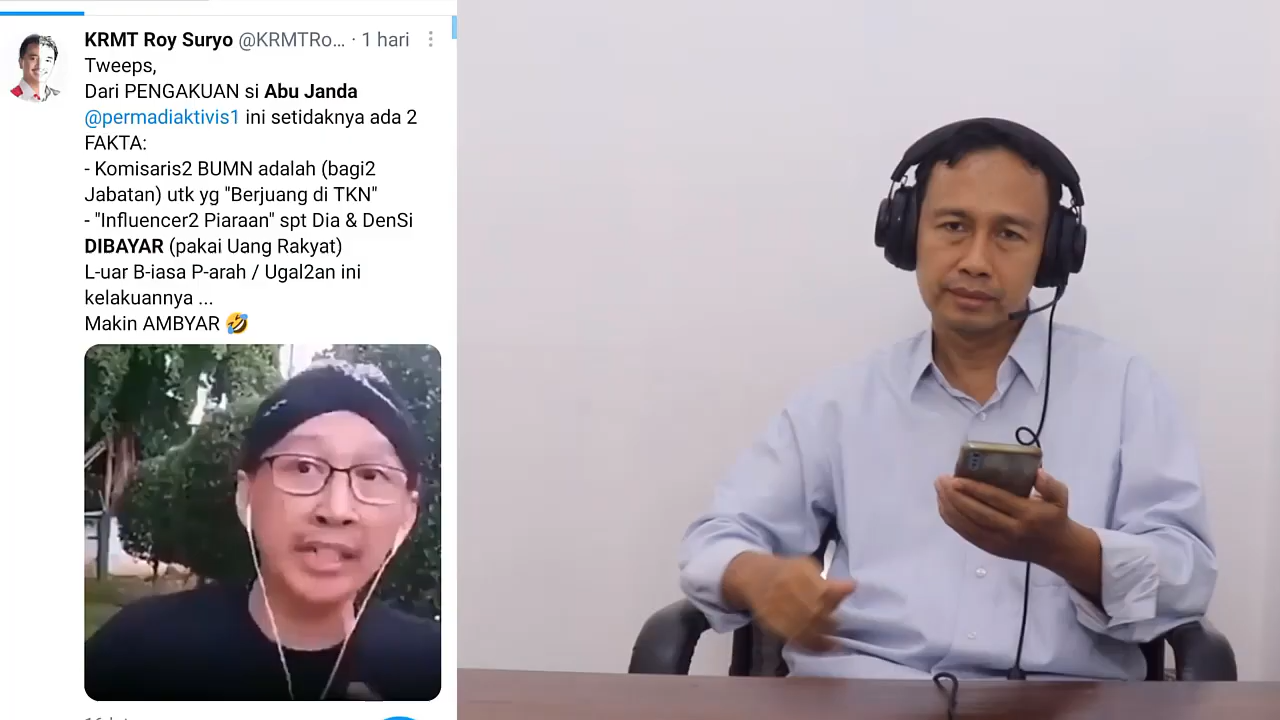 KRMT Roy Suryo @KRMTRo... · 1 hari
Tweeps,
Dari PENGAKUAN si Abu Janda
@permadiaktivis1 ini setidaknya ada 2
FAKTA:
- Komisaris2 BUMN adalah (bagi2
Jabatan) utk yg "Berjuang di TKN"
- "Influencer2 Piaraan" spt Dia & DenSi
DIBAYAR (pakai Uang Rakyat)
L-uar B-iasa P-arah / Ugal2an ini
kelakuannya ...
Makin AMBYAR 🤣